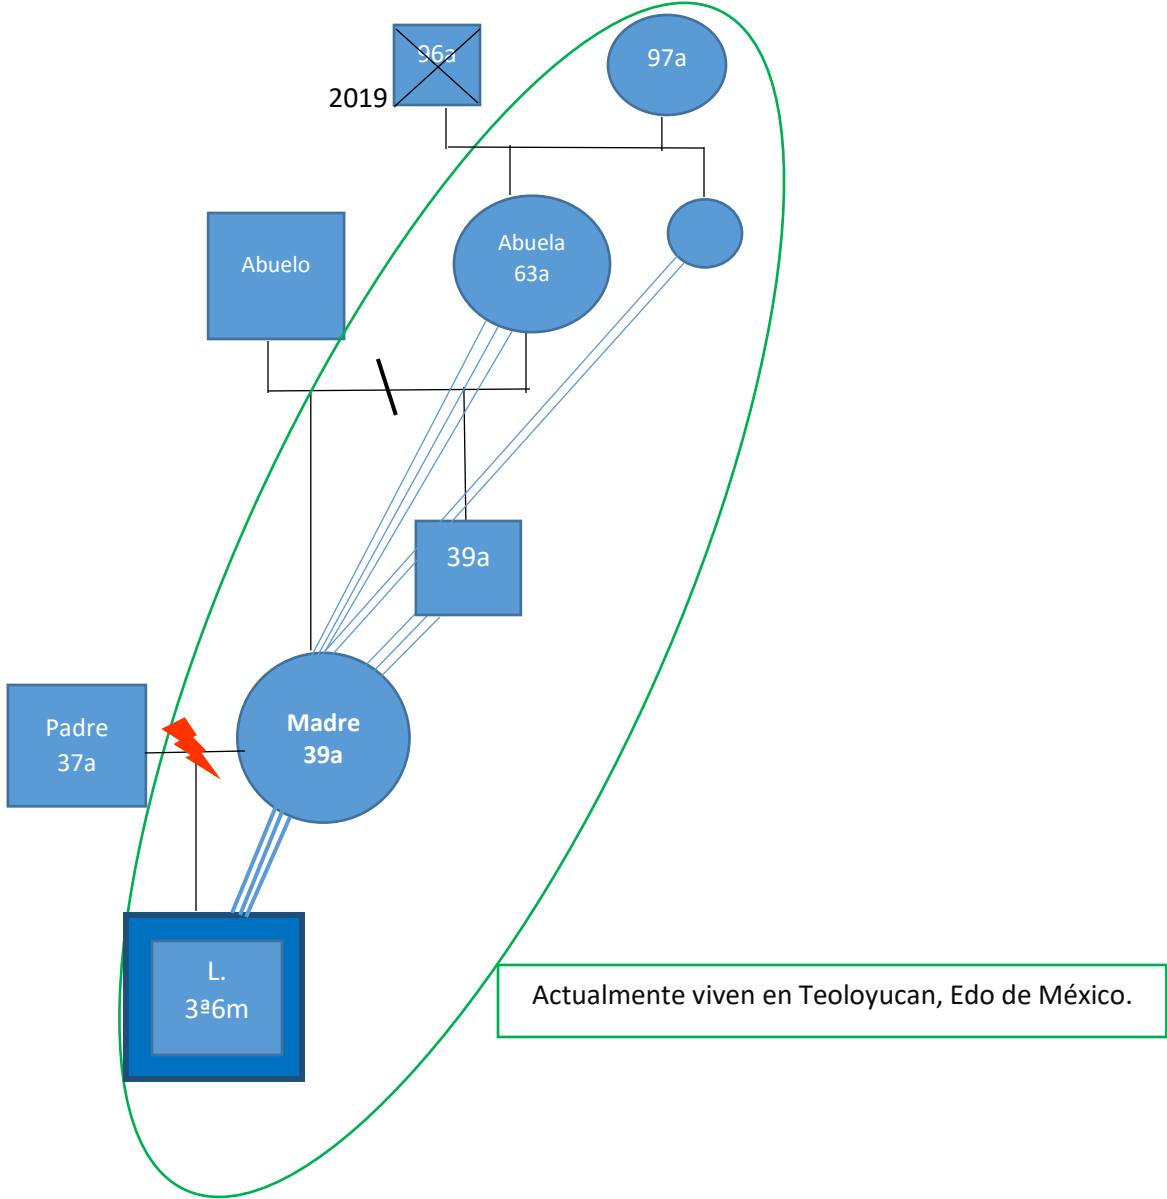 96a
97a
2019
Abuelo
Abuela
63a
39a
Padre
37a
Madre
39a
L.
3ª6m
Actualmente viven en Teoloyucan, Edo de México.